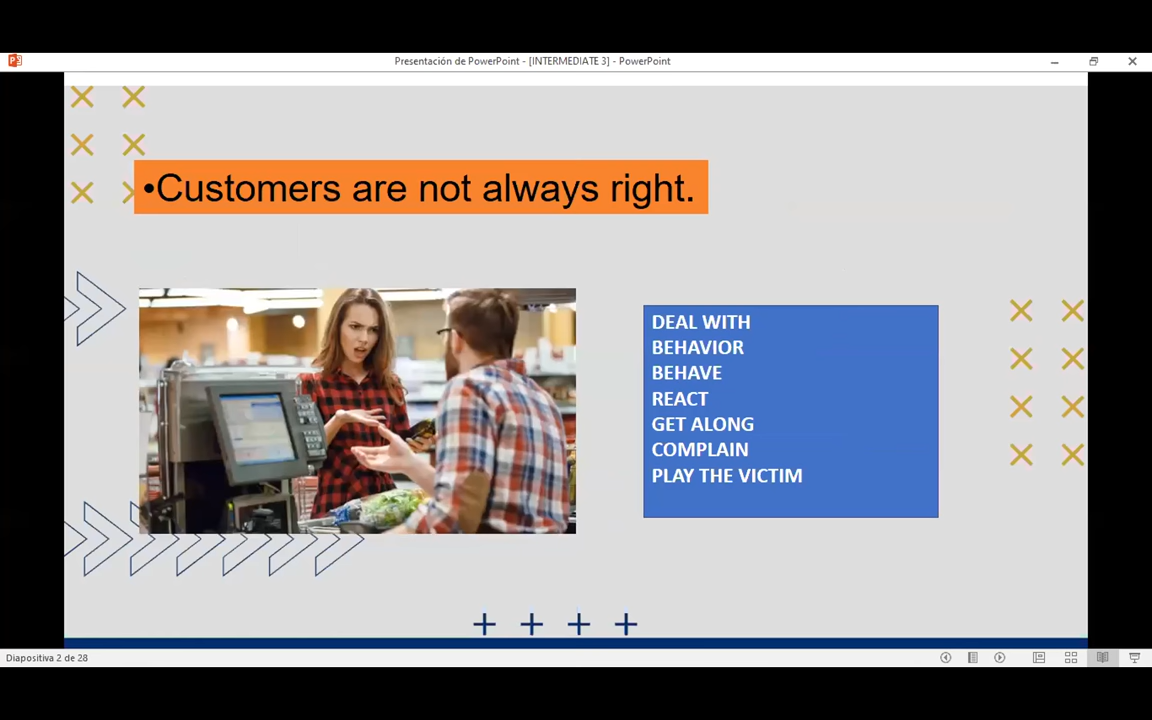 Presentación de PowerPoint - [INTERMEDIATE 3] - PowerPoint
•Customers are not always right.
DEAL WITH
BEHAVIOR
BEHAVE
REACT
GET ALONG
COMPLAIN
PLAY THE VICTIM
Diapositiva 2 de 28